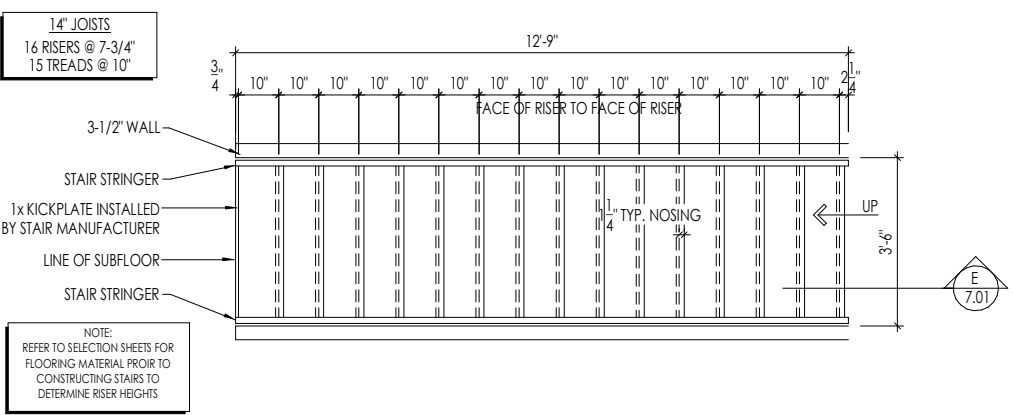 14" JOISTS
16 RISERS @ 7-3/4"
15 TREADS @ 10"
12'-9"
3/4" 10" 10" 10" 10" 10" 10" 10" 10" 10" 10" 10" 10" 10" 10" 10" 2 1/4"
FACE OF RISER TO FACE OF RISER
3-1/2" WALL
STAIR STRINGER
1x KICKPLATE INSTALLED
BY STAIR MANUFACTURER
LINE OF SUBFLOOR
STAIR STRINGER
1 1/4" TYP. NOSING
UP
3'-6"
E
7.01
NOTE:
REFER TO SELECTION SHEETS FOR
FLOORING MATERIAL PROIR TO
CONSTRUCTING STAIRS TO
DETERMINE RISER HEIGHTS